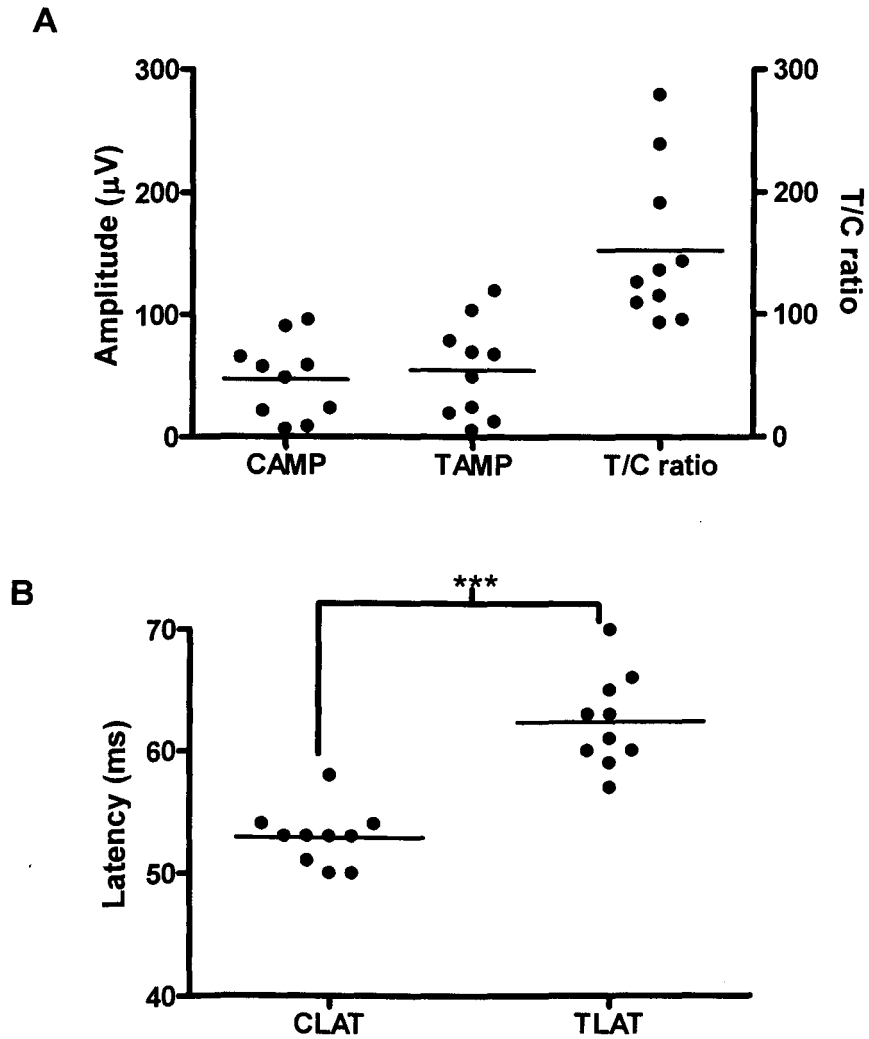 A
300
200
100
0
Amplitude (μV)
300
200
100
0
T/C ratio
CAMP
TAMP
T/C ratio
B
***
70
60
50
40
Latency (ms)
CLAT
TLAT